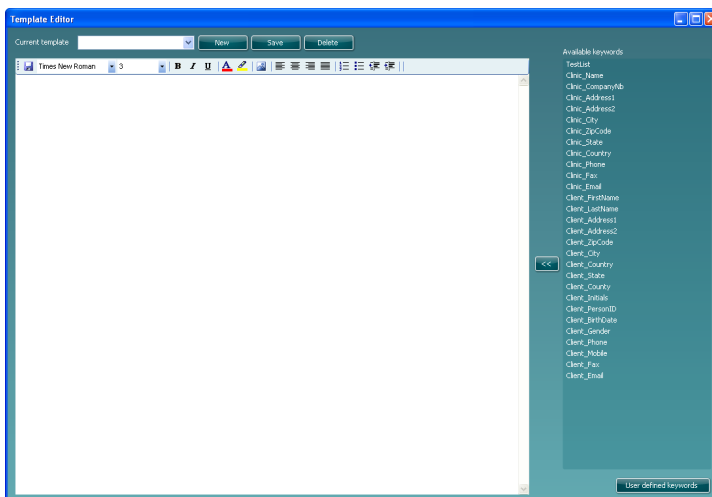 Template Editor
Current template
New
Save
Delete
Times New Roman
3
B I U A
Available keywords
TestList
Clinic_Name
Clinic_CompanyNb
Clinic_Address1
Clinic_Address2
Clinic_City
Clinic_ZipCode
Clinic_State
Clinic_Country
Clinic_Phone
Clinic_Fax
Clinic_Email
Client_FirstName
Client_LastName
Client_Address1
Client_Address2
Client_ZipCode
Client_City
Client_Country
Client_State
Client_County
Client_Initials
Client_PersonID
Client_BirthDate
Client_Gender
Client_Phone
Client_Mobile
Client_Fax
Client_Email
<<
User defined keywords